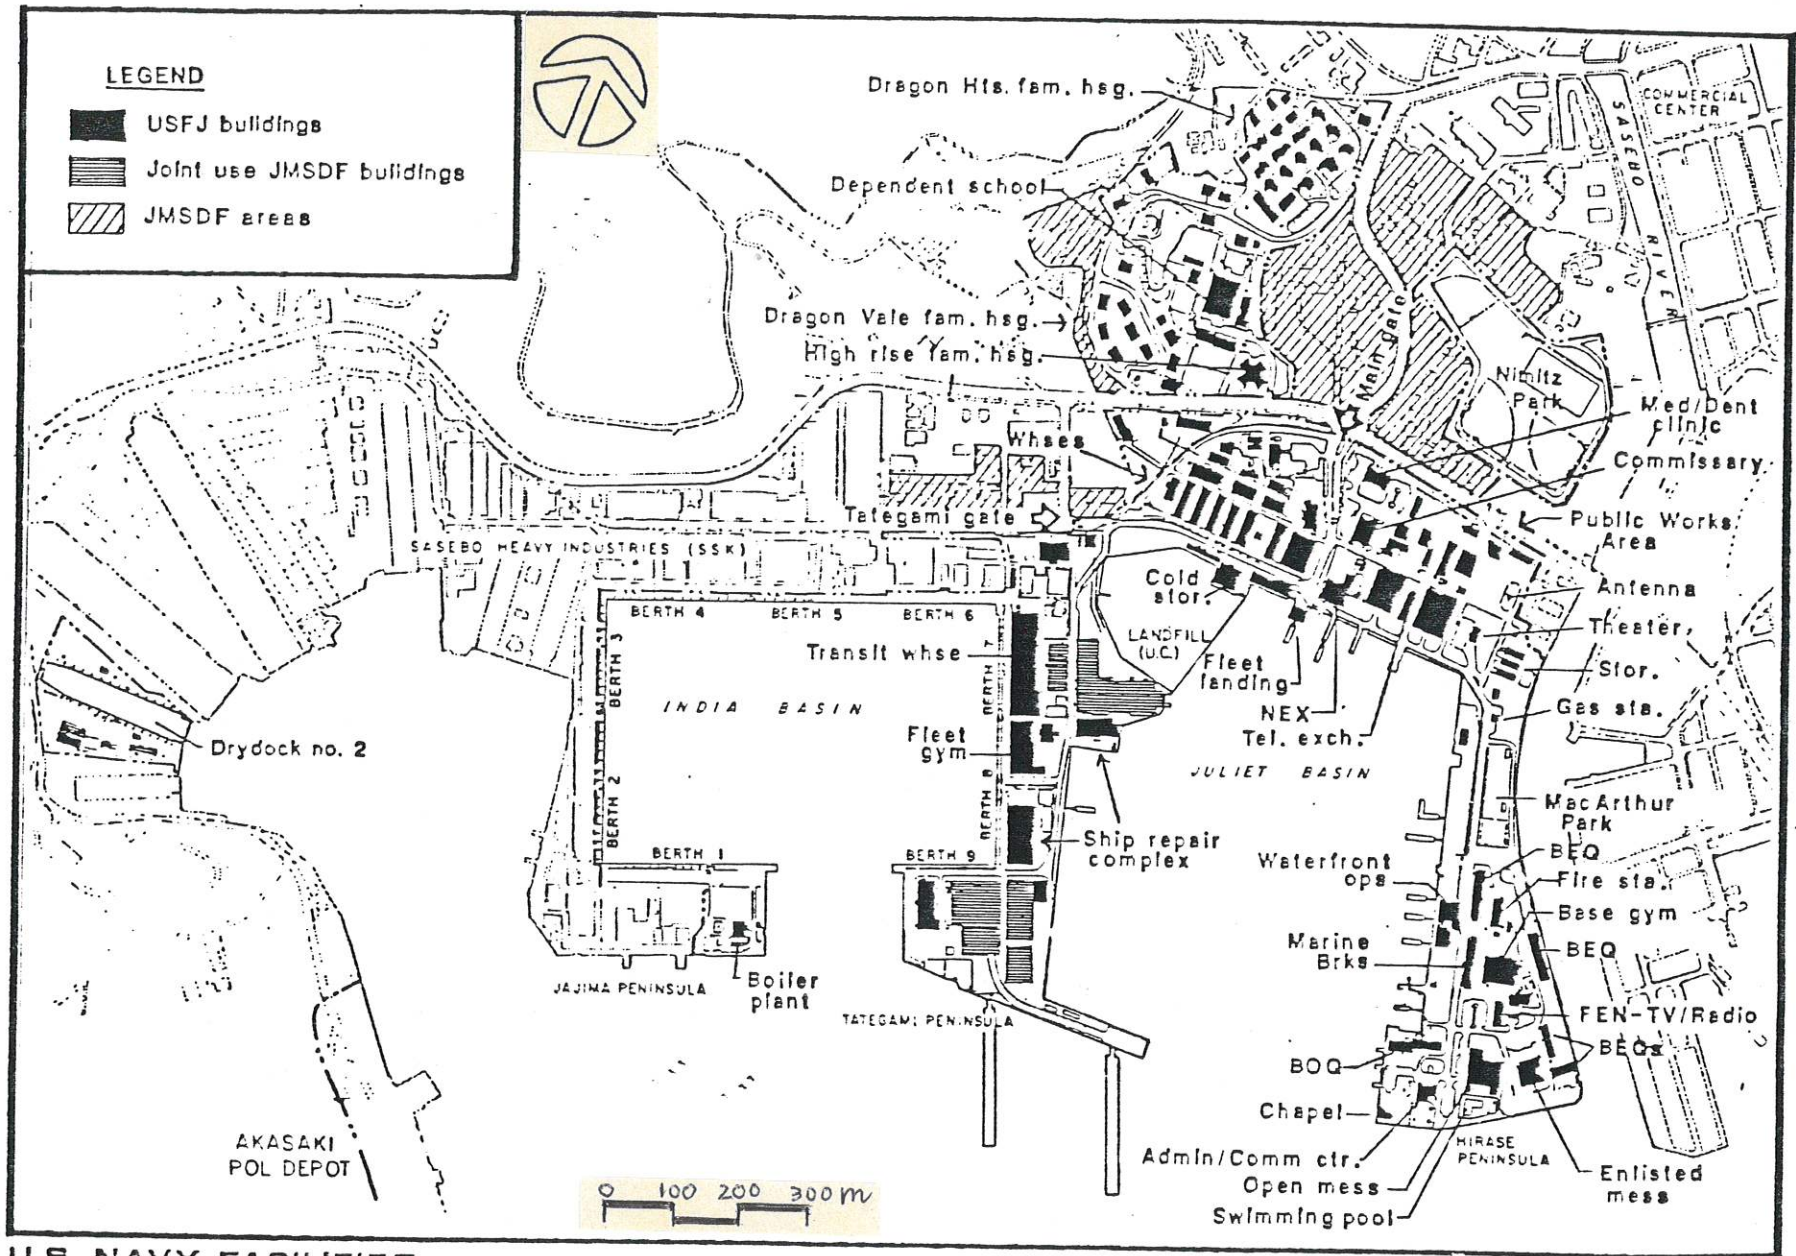 LEGEND
USFJ buildings
Joint use JMSDF buildings
JMSDF areas
Dragon Hts. fam. hsg.
COMMERCIAL
CENTER
SASEBO RIVER
Dependent school
Dragon Vale fam. hsg.
High rise fam. hsg.
Main gate
Nimitz
Park
Med/Dent
clinic
Whses
Commissary
Tategami gate
Public Works
Area
SASEBO HEAVY INDUSTRIES (SSK)
Cold
stor.
Antenna
BERTH 4
BERTH 5
BERTH 6
BERTH 3
BERTH 7
Transit whse
LANDFILL
(U.C.)
Theater
Fleet
landing
Stor.
INDIA BASIN
NEX
Gas sta.
Tel. exch.
Drydock no. 2
Fleet
gym
JULIET BASIN
BERTH 2
BERTH 8
MacArthur
Park
Ship repair
complex
BERTH 1
BERTH 9
BEQ
Waterfront
ops
Fire sta.
Base gym
Marine
Brks
BEQ
JAJIMA PENINSULA
Boiler
plant
TATEGAMI PENINSULA
FEN-TV/Radio
BEQs
BOQ
Chapel
AKASAKI
POL DEPOT
Admin/Comm ctr.
Open mess
Swimming pool
HIRASE
PENINSULA
Enlisted
mess
0 100 200 300 m
U.S. NAVY FACILITIES